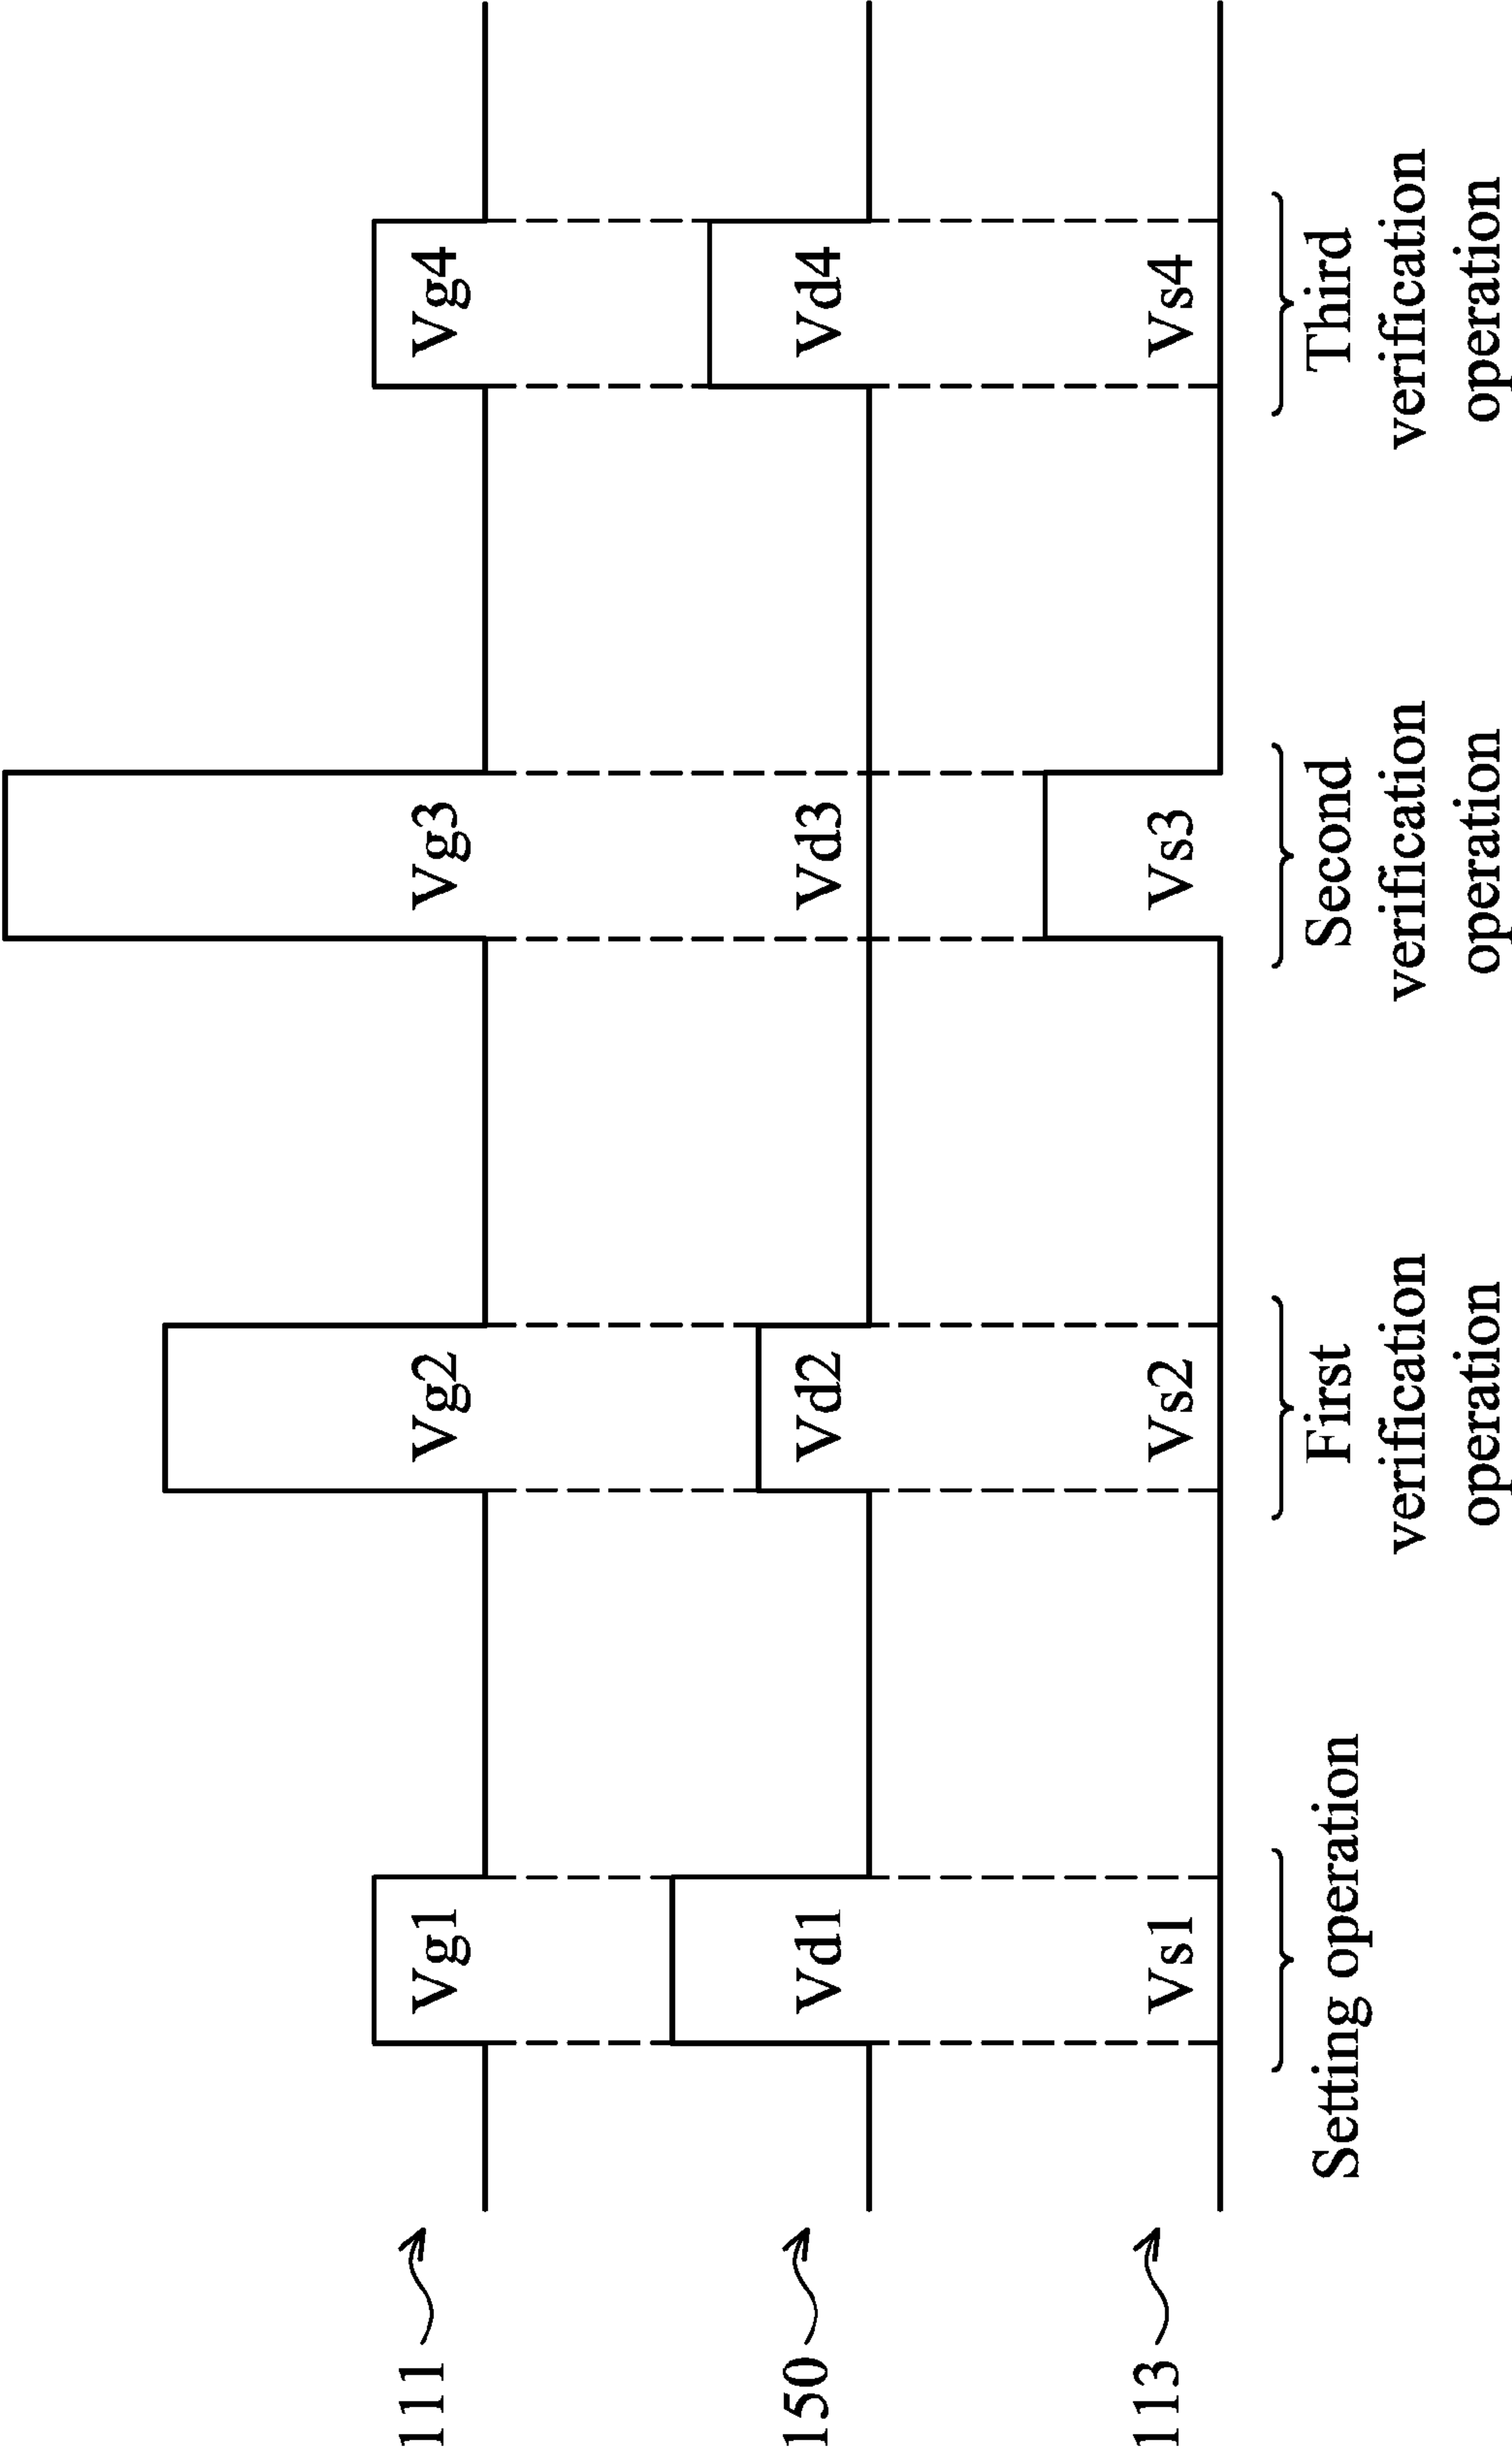 111
Vg1
Vg2
Vg3
Vg4
150
Vd1
Vd2
Vd3
Vd4
113
Vs1
Vs2
Vs3
Vs4
Setting operation
First
verification
operation
Second
verification
operation
Third
verification
operation